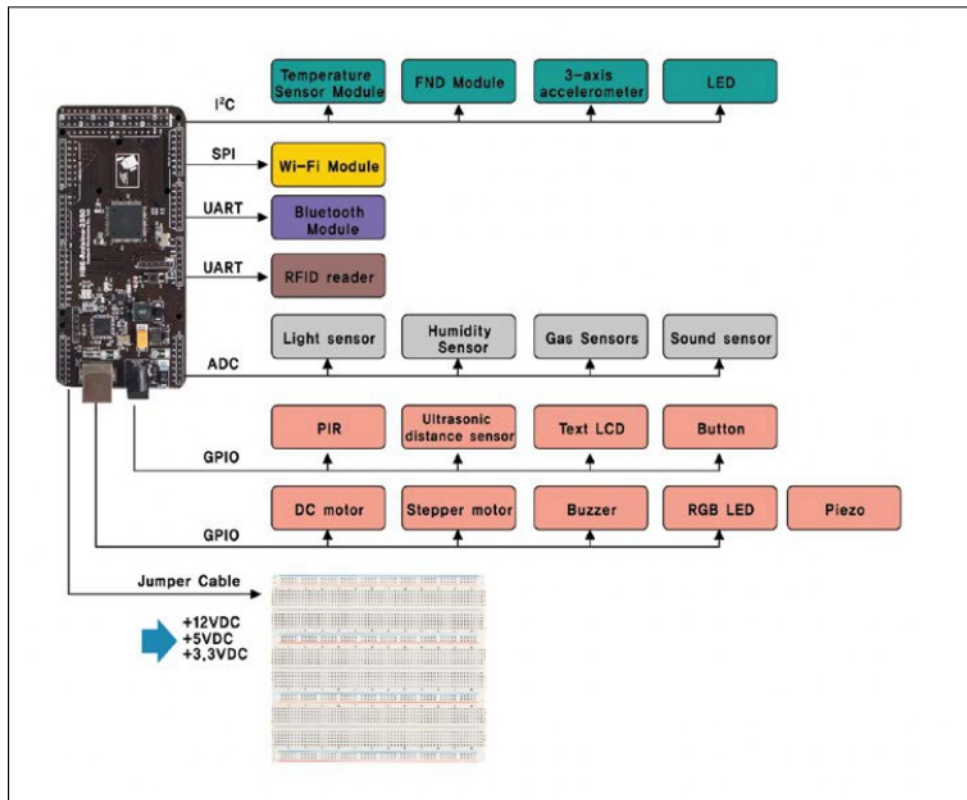 Temperature
Sensor Module
FND Module
3-axis
accelerometer
LED
I²C
SPI
Wi-Fi Module
UART
Bluetooth
Module
UART
RFID reader
Light sensor
Humidity
Sensor
Gas Sensors
Sound sensor
ADC
PIR
Ultrasonic
distance sensor
Text LCD
Button
GPIO
DC motor
Stepper motor
Buzzer
RGB LED
Piezo
GPIO
Jumper Cable
+12VDC
+5VDC
+3,3VDC